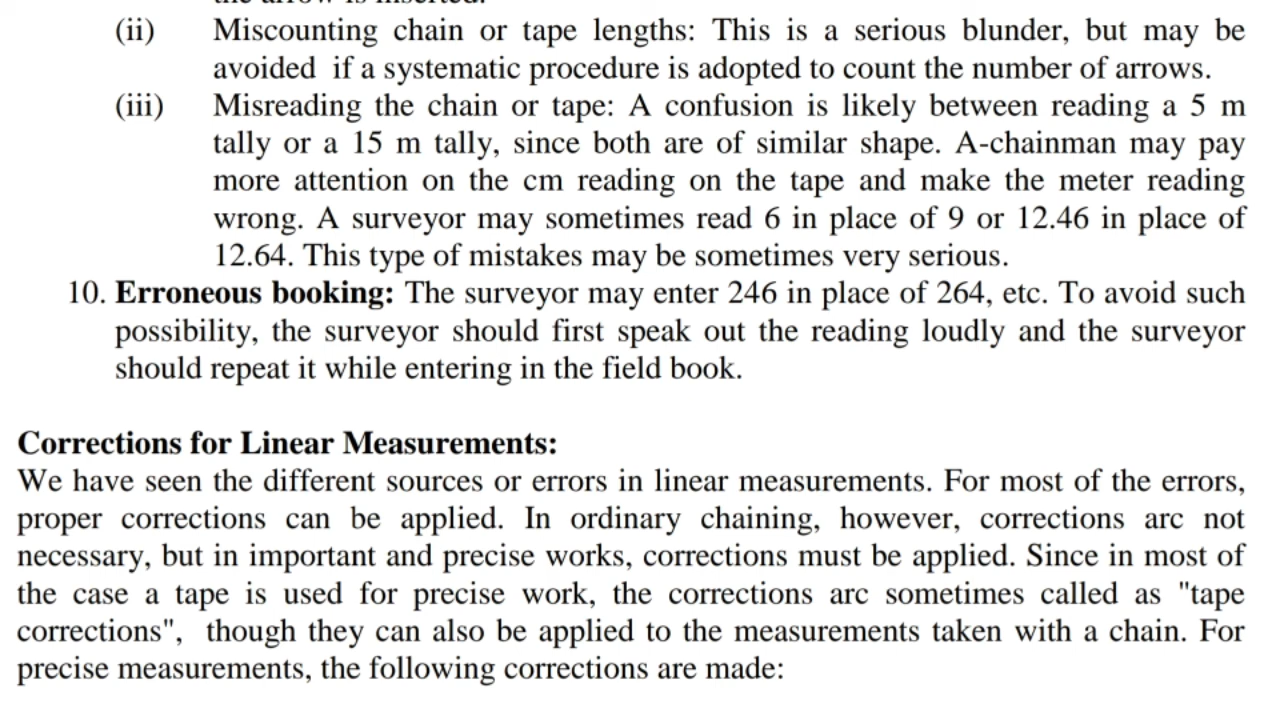 the arrow is inserted.
(ii) Miscounting chain or tape lengths: This is a serious blunder, but may be
avoided if a systematic procedure is adopted to count the number of arrows.
(iii) Misreading the chain or tape: A confusion is likely between reading a 5 m
tally or a 15 m tally, since both are of similar shape. A-chainman may pay
more attention on the cm reading on the tape and make the meter reading
wrong. A surveyor may sometimes read 6 in place of 9 or 12.46 in place of
12.64. This type of mistakes may be sometimes very serious.
10. Erroneous booking: The surveyor may enter 246 in place of 264, etc. To avoid such
possibility, the surveyor should first speak out the reading loudly and the surveyor
should repeat it while entering in the field book.
Corrections for Linear Measurements:
We have seen the different sources or errors in linear measurements. For most of the errors,
proper corrections can be applied. In ordinary chaining, however, corrections arc not
necessary, but in important and precise works, corrections must be applied. Since in most of
the case a tape is used for precise work, the corrections arc sometimes called as "tape
corrections", though they can also be applied to the measurements taken with a chain. For
precise measurements, the following corrections are made: